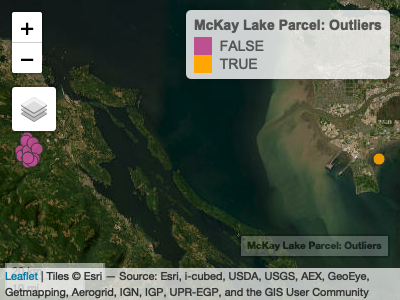 +
McKay Lake Parcel: Outliers
FALSE
TRUE
−
McKay Lake Parcel: Outliers
Leaflet | Tiles © Esri — Source: Esri, i-cubed, USDA, USGS, AEX, GeoEye,
Getmapping, Aerogrid, IGN, IGP, UPR-EGP, and the GIS User Community